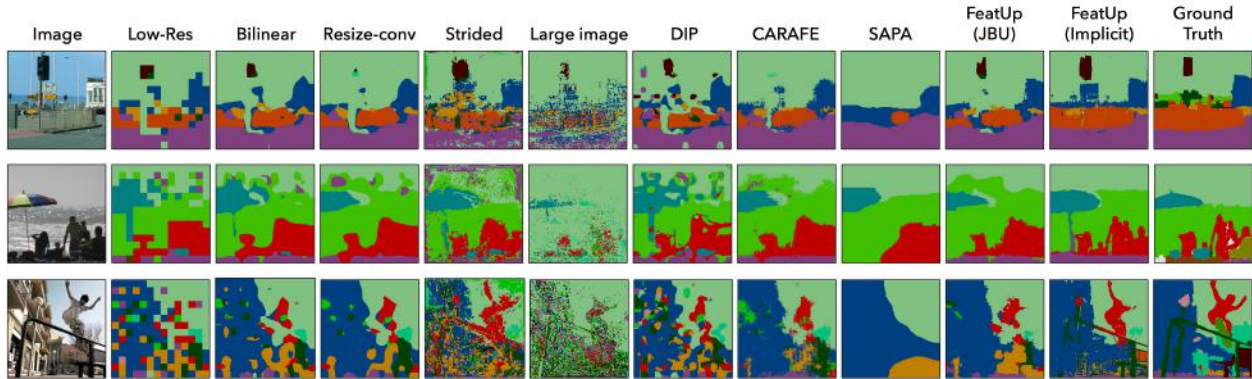 Image Low-Res Bilinear Resize-conv Strided Large image DIP CARAFE SAPA FeatUp (JBU) FeatUp (Implicit) Ground Truth